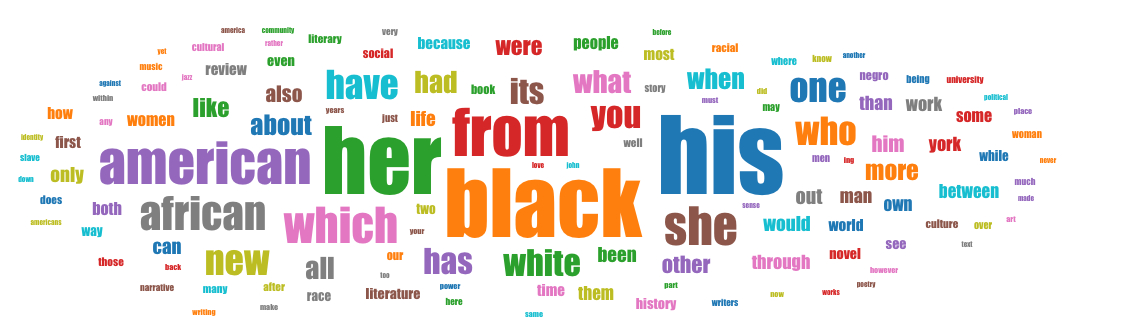 america community very before
yet cultural rather literary because were people racial
social most where know another
music review even
against jazz have had its what when one negro being university
within could also book story
how any like years did than political
women about just life from you must may work some place
identity first her his who him york woman
well
slave american love john men ing while never
down only black more
does both african which two she sense out man own between much made
americans way your would world culture over art
can new all our has white been other through novel see text
those back too however
narrative many after race literature power part time them history writers now works poetry
make here
writing same